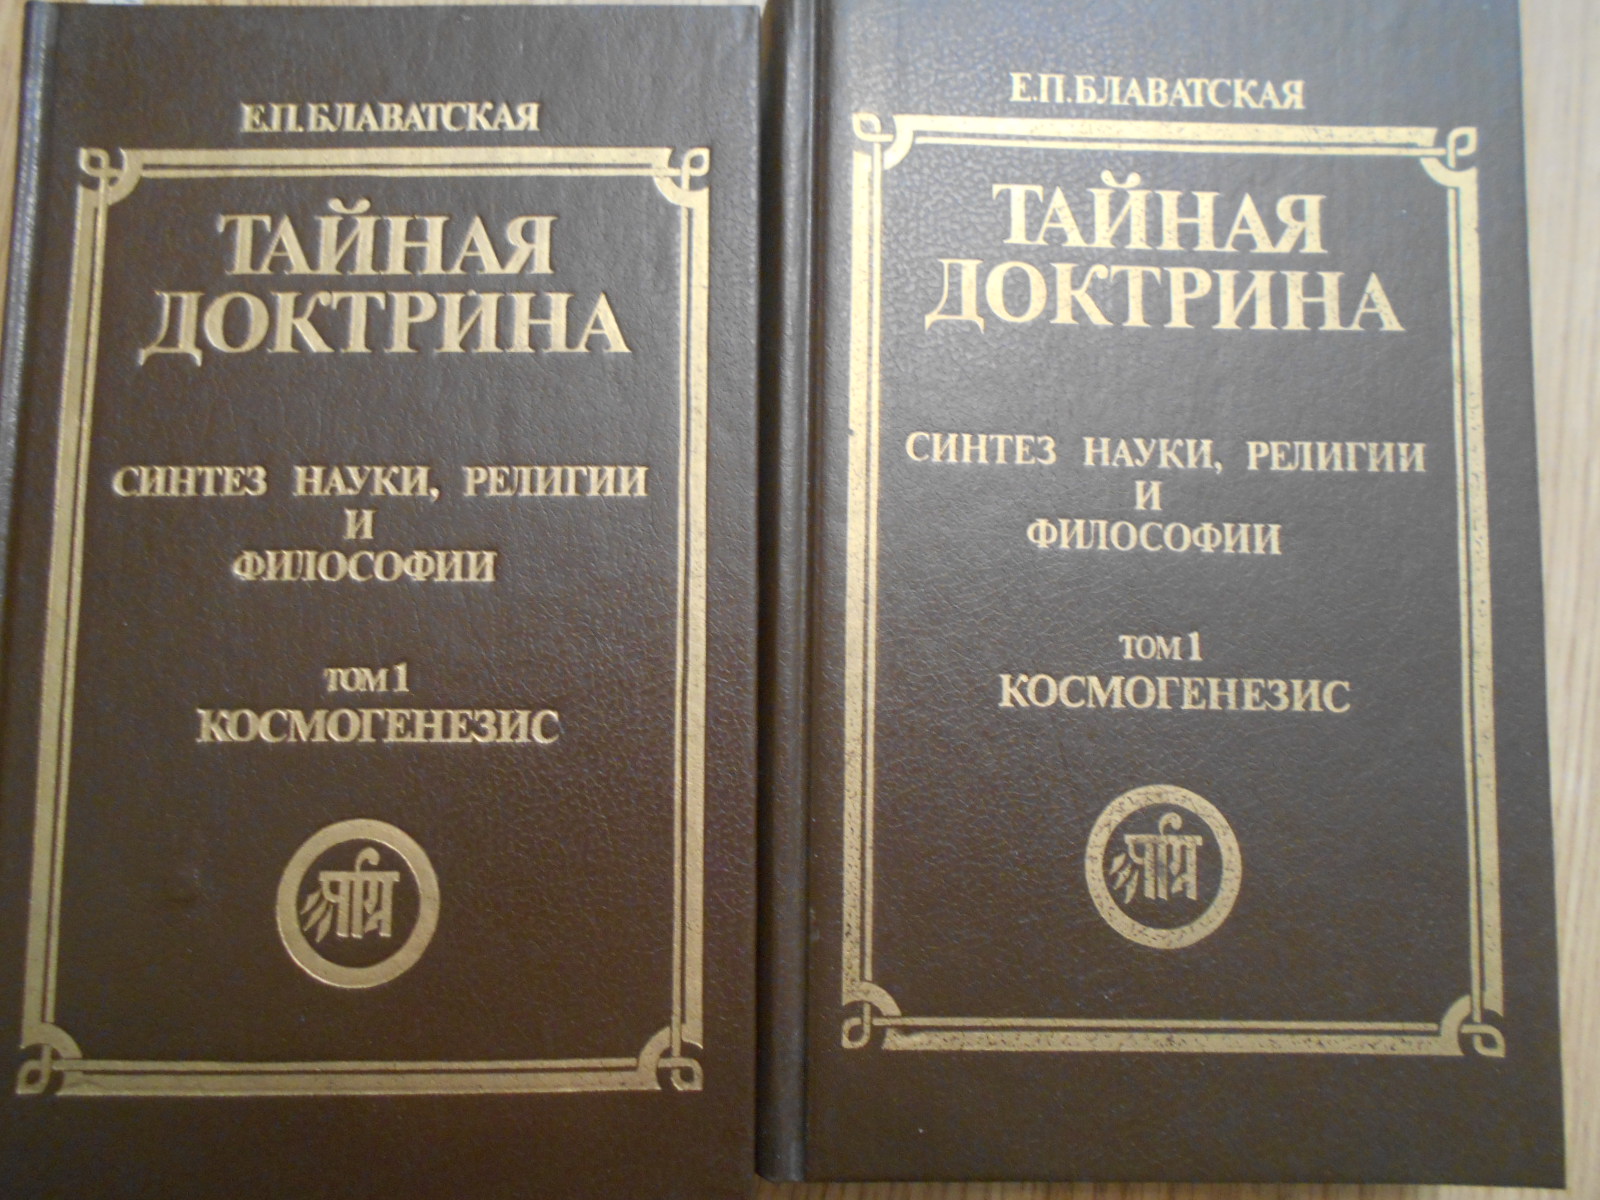 Е.П.БЛАВАТСКАЯ
ТАЙНАЯ
ДОКТРИНА
СИНТЕЗ НАУКИ, РЕЛИГИИ
И
ФИЛОСОФИИ
ТОМ 1
КОСМОГЕНЕЗИС
Е.П.БЛАВАТСКАЯ
ТАЙНАЯ
ДОКТРИНА
СИНТЕЗ НАУКИ, РЕЛИГИИ
И
ФИЛОСОФИИ
ТОМ 1
КОСМОГЕНЕЗИС